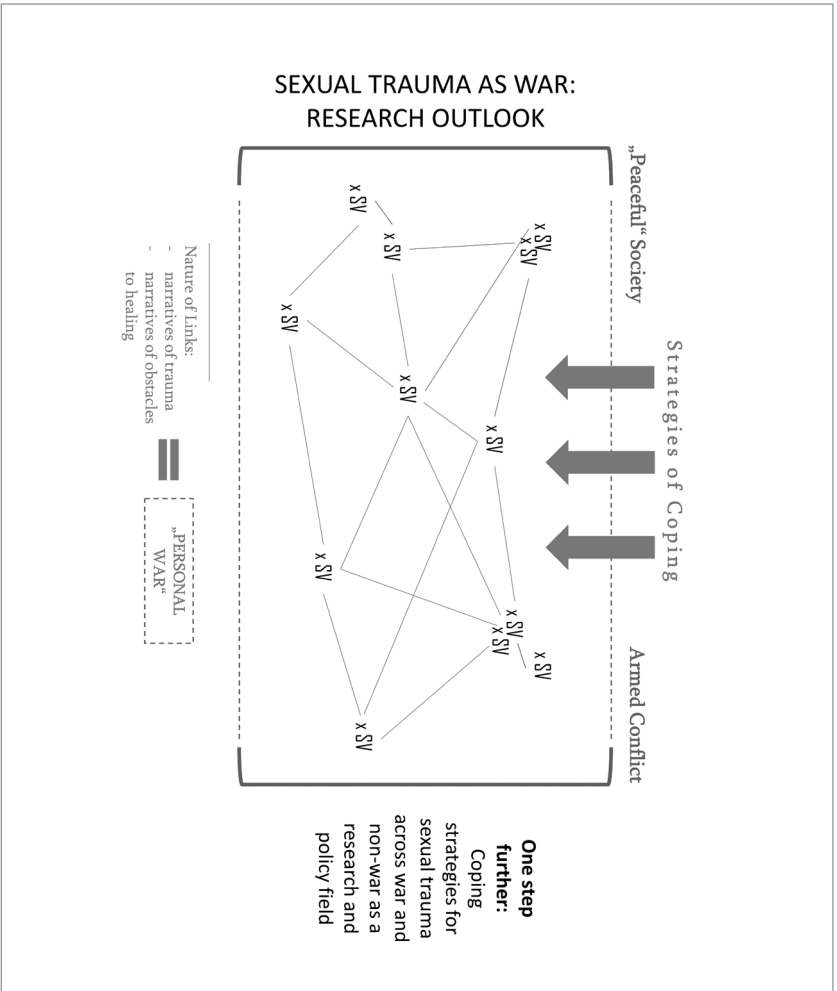 SEXUAL TRAUMA AS WAR:
RESEARCH OUTLOOK
„Peaceful“ Society
Strategies of Coping
Armed Conflict
x SV
x SV
x SV
x SV
x SV
x SV
x SV
x SV
x SV
x SV
x SV
x SV
Nature of Links:
- narratives of trauma
- narratives of obstacles
to healing
„PERSONAL
WAR“
One step
further:
Coping
strategies for
sexual trauma
across war and
non-war as a
research and
policy field